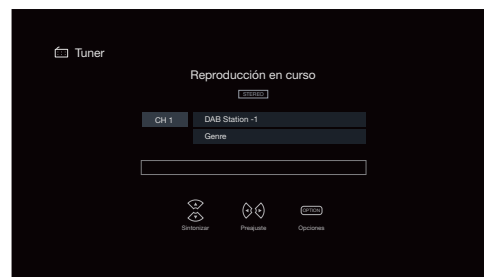 Tuner
Reproducción en curso
STEREO
CH 1 DAB Station -1
Genre
OPTION
Sintonizar Preajuste Opciones